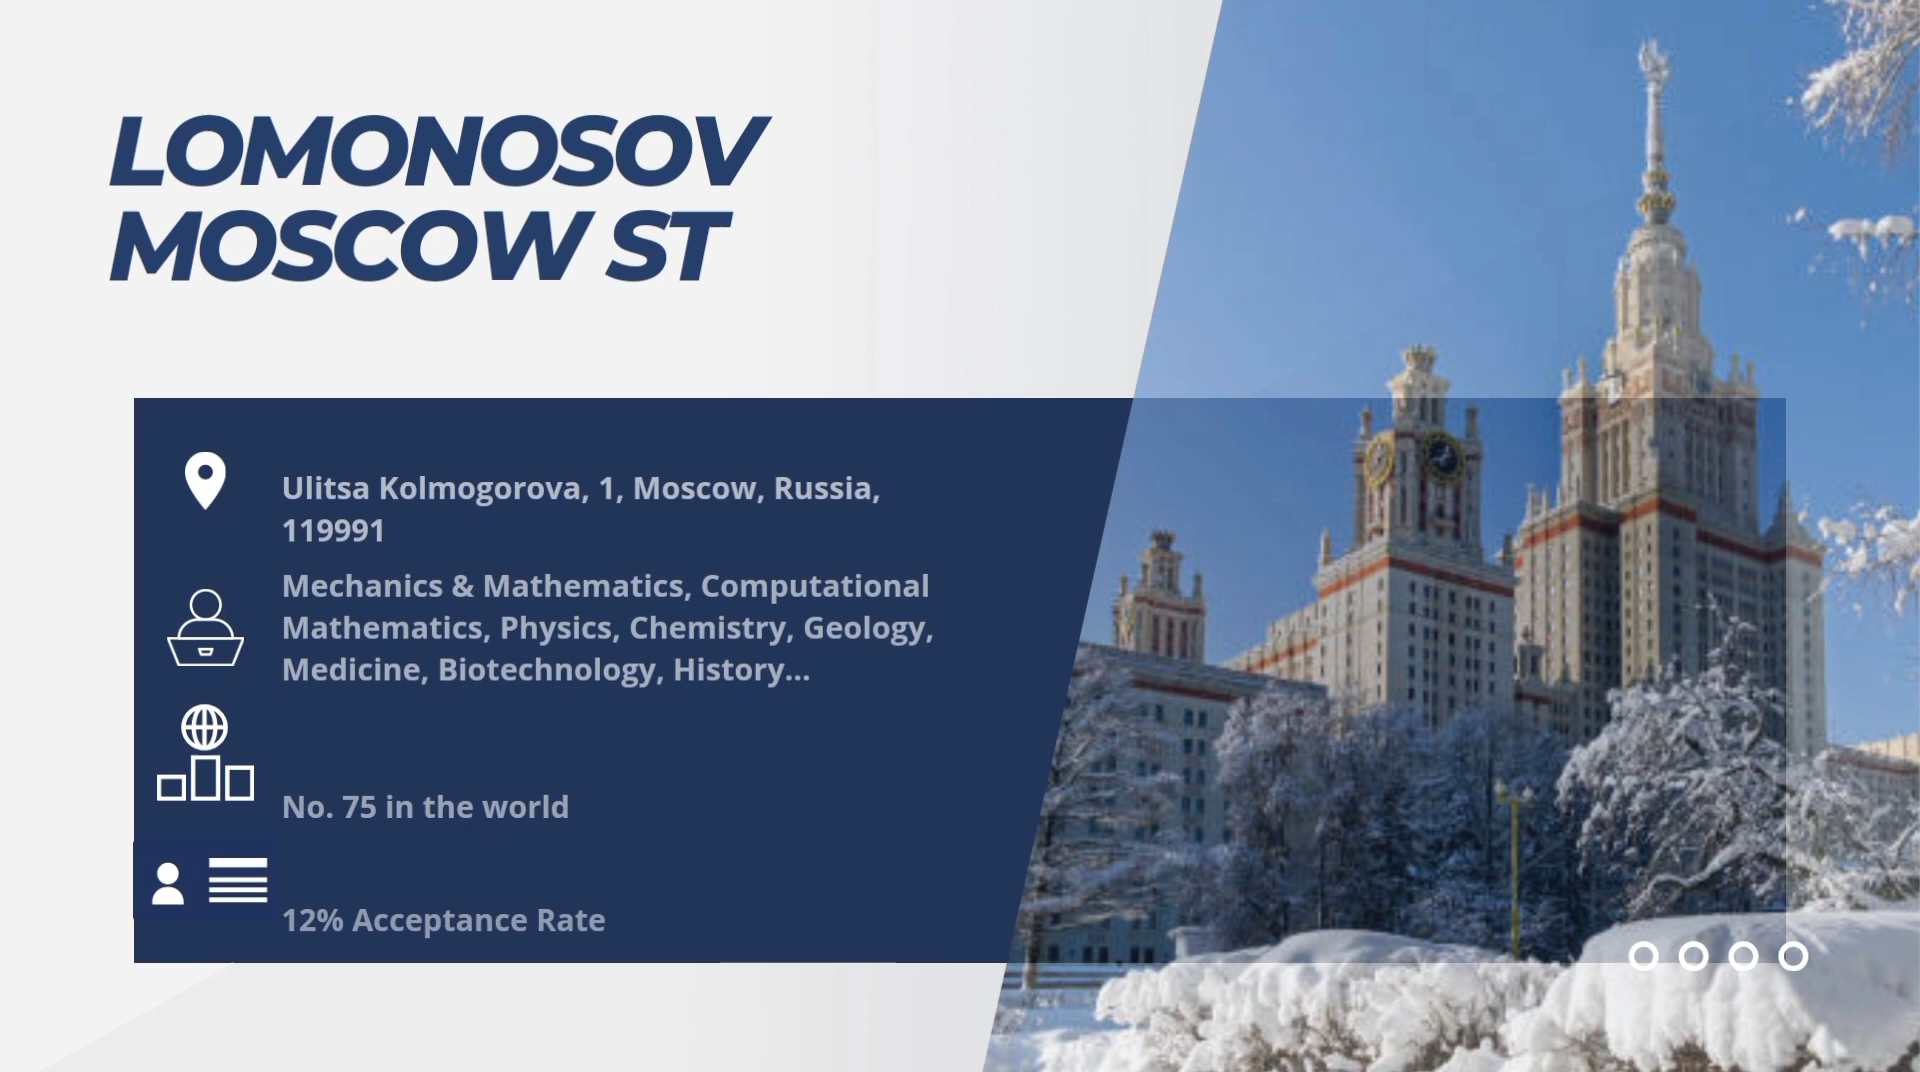 LOMONOSOV
MOSCOW ST
Ulitsa Kolmogorova, 1, Moscow, Russia,
119991
Mechanics & Mathematics, Computational
Mathematics, Physics, Chemistry, Geology,
Medicine, Biotechnology, History...
No. 75 in the world
12% Acceptance Rate